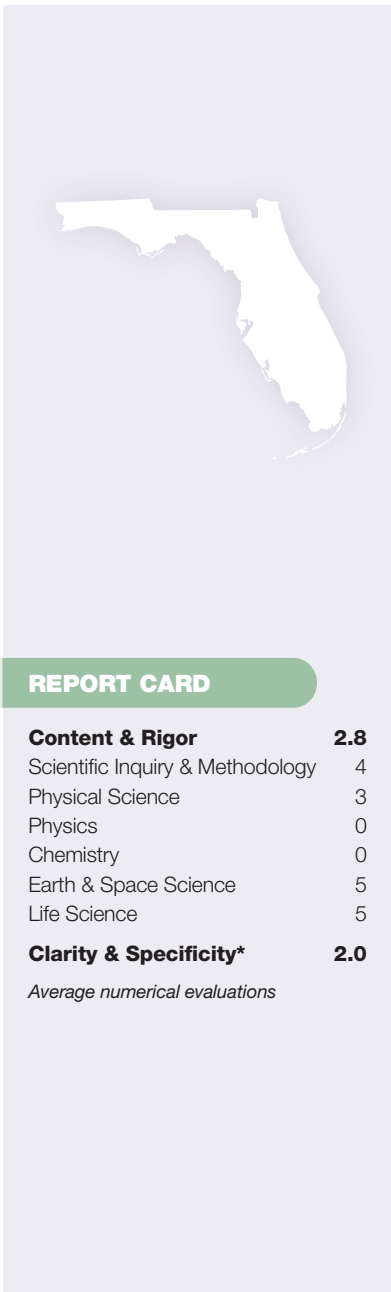 REPORT CARD
Content & Rigor 2.8
Scientific Inquiry & Methodology 4
Physical Science 3
Physics 0
Chemistry 0
Earth & Space Science 5
Life Science 5
Clarity & Specificity* 2.0
Average numerical evaluations